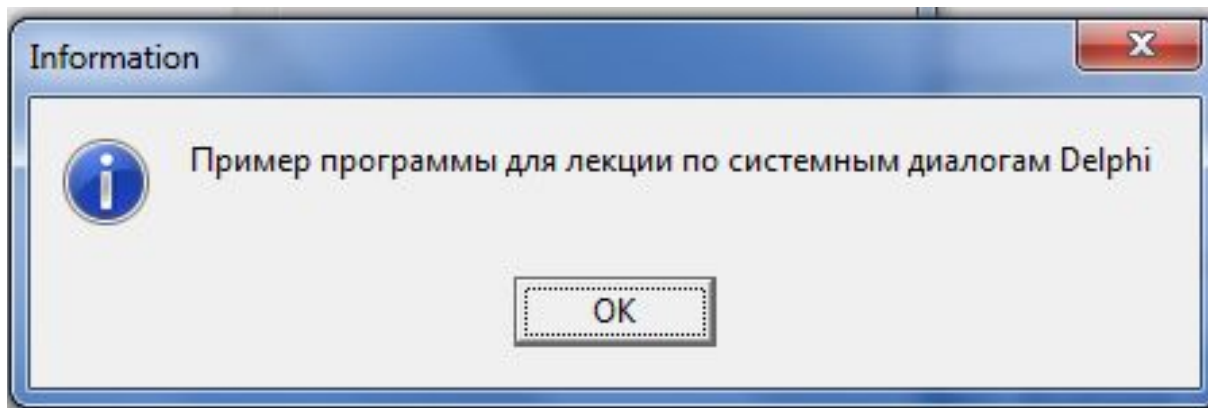 Information
Пример программы для лекции по системным диалогам Delphi
OK